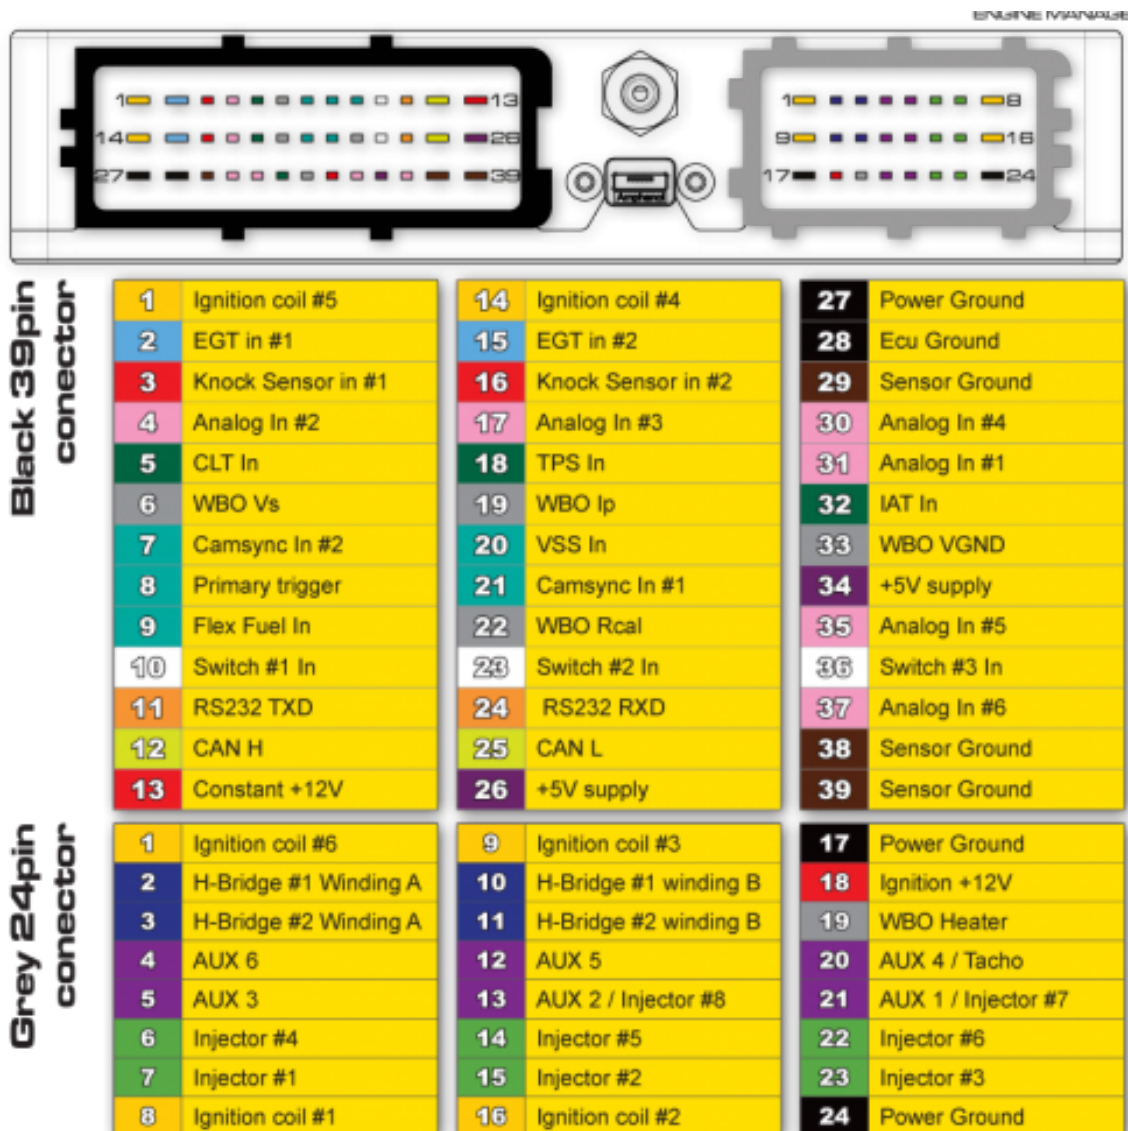 ENGINE MANAGE
1 13
14 26
27 39
1 8
9 16
17 24
Black 39pin
conector
1 Ignition coil #5
2 EGT in #1
3 Knock Sensor in #1
4 Analog In #2
5 CLT In
6 WBO Vs
7 Camsync In #2
8 Primary trigger
9 Flex Fuel In
10 Switch #1 In
11 RS232 TXD
12 CAN H
13 Constant +12V
14 Ignition coil #4
15 EGT in #2
16 Knock Sensor in #2
17 Analog In #3
18 TPS In
19 WBO Ip
20 VSS In
21 Camsync In #1
22 WBO Rcal
23 Switch #2 In
24 RS232 RXD
25 CAN L
26 +5V supply
27 Power Ground
28 Ecu Ground
29 Sensor Ground
30 Analog In #4
31 Analog In #1
32 IAT In
33 WBO VGND
34 +5V supply
35 Analog In #5
36 Switch #3 In
37 Analog In #6
38 Sensor Ground
39 Sensor Ground
Grey 24pin
conector
1 Ignition coil #6
2 H-Bridge #1 Winding A
3 H-Bridge #2 Winding A
4 AUX 6
5 AUX 3
6 Injector #4
7 Injector #1
8 Ignition coil #1
9 Ignition coil #3
10 H-Bridge #1 winding B
11 H-Bridge #2 winding B
12 AUX 5
13 AUX 2 / Injector #8
14 Injector #5
15 Injector #2
16 Ignition coil #2
17 Power Ground
18 Ignition +12V
19 WBO Heater
20 AUX 4 / Tacho
21 AUX 1 / Injector #7
22 Injector #6
23 Injector #3
24 Power Ground